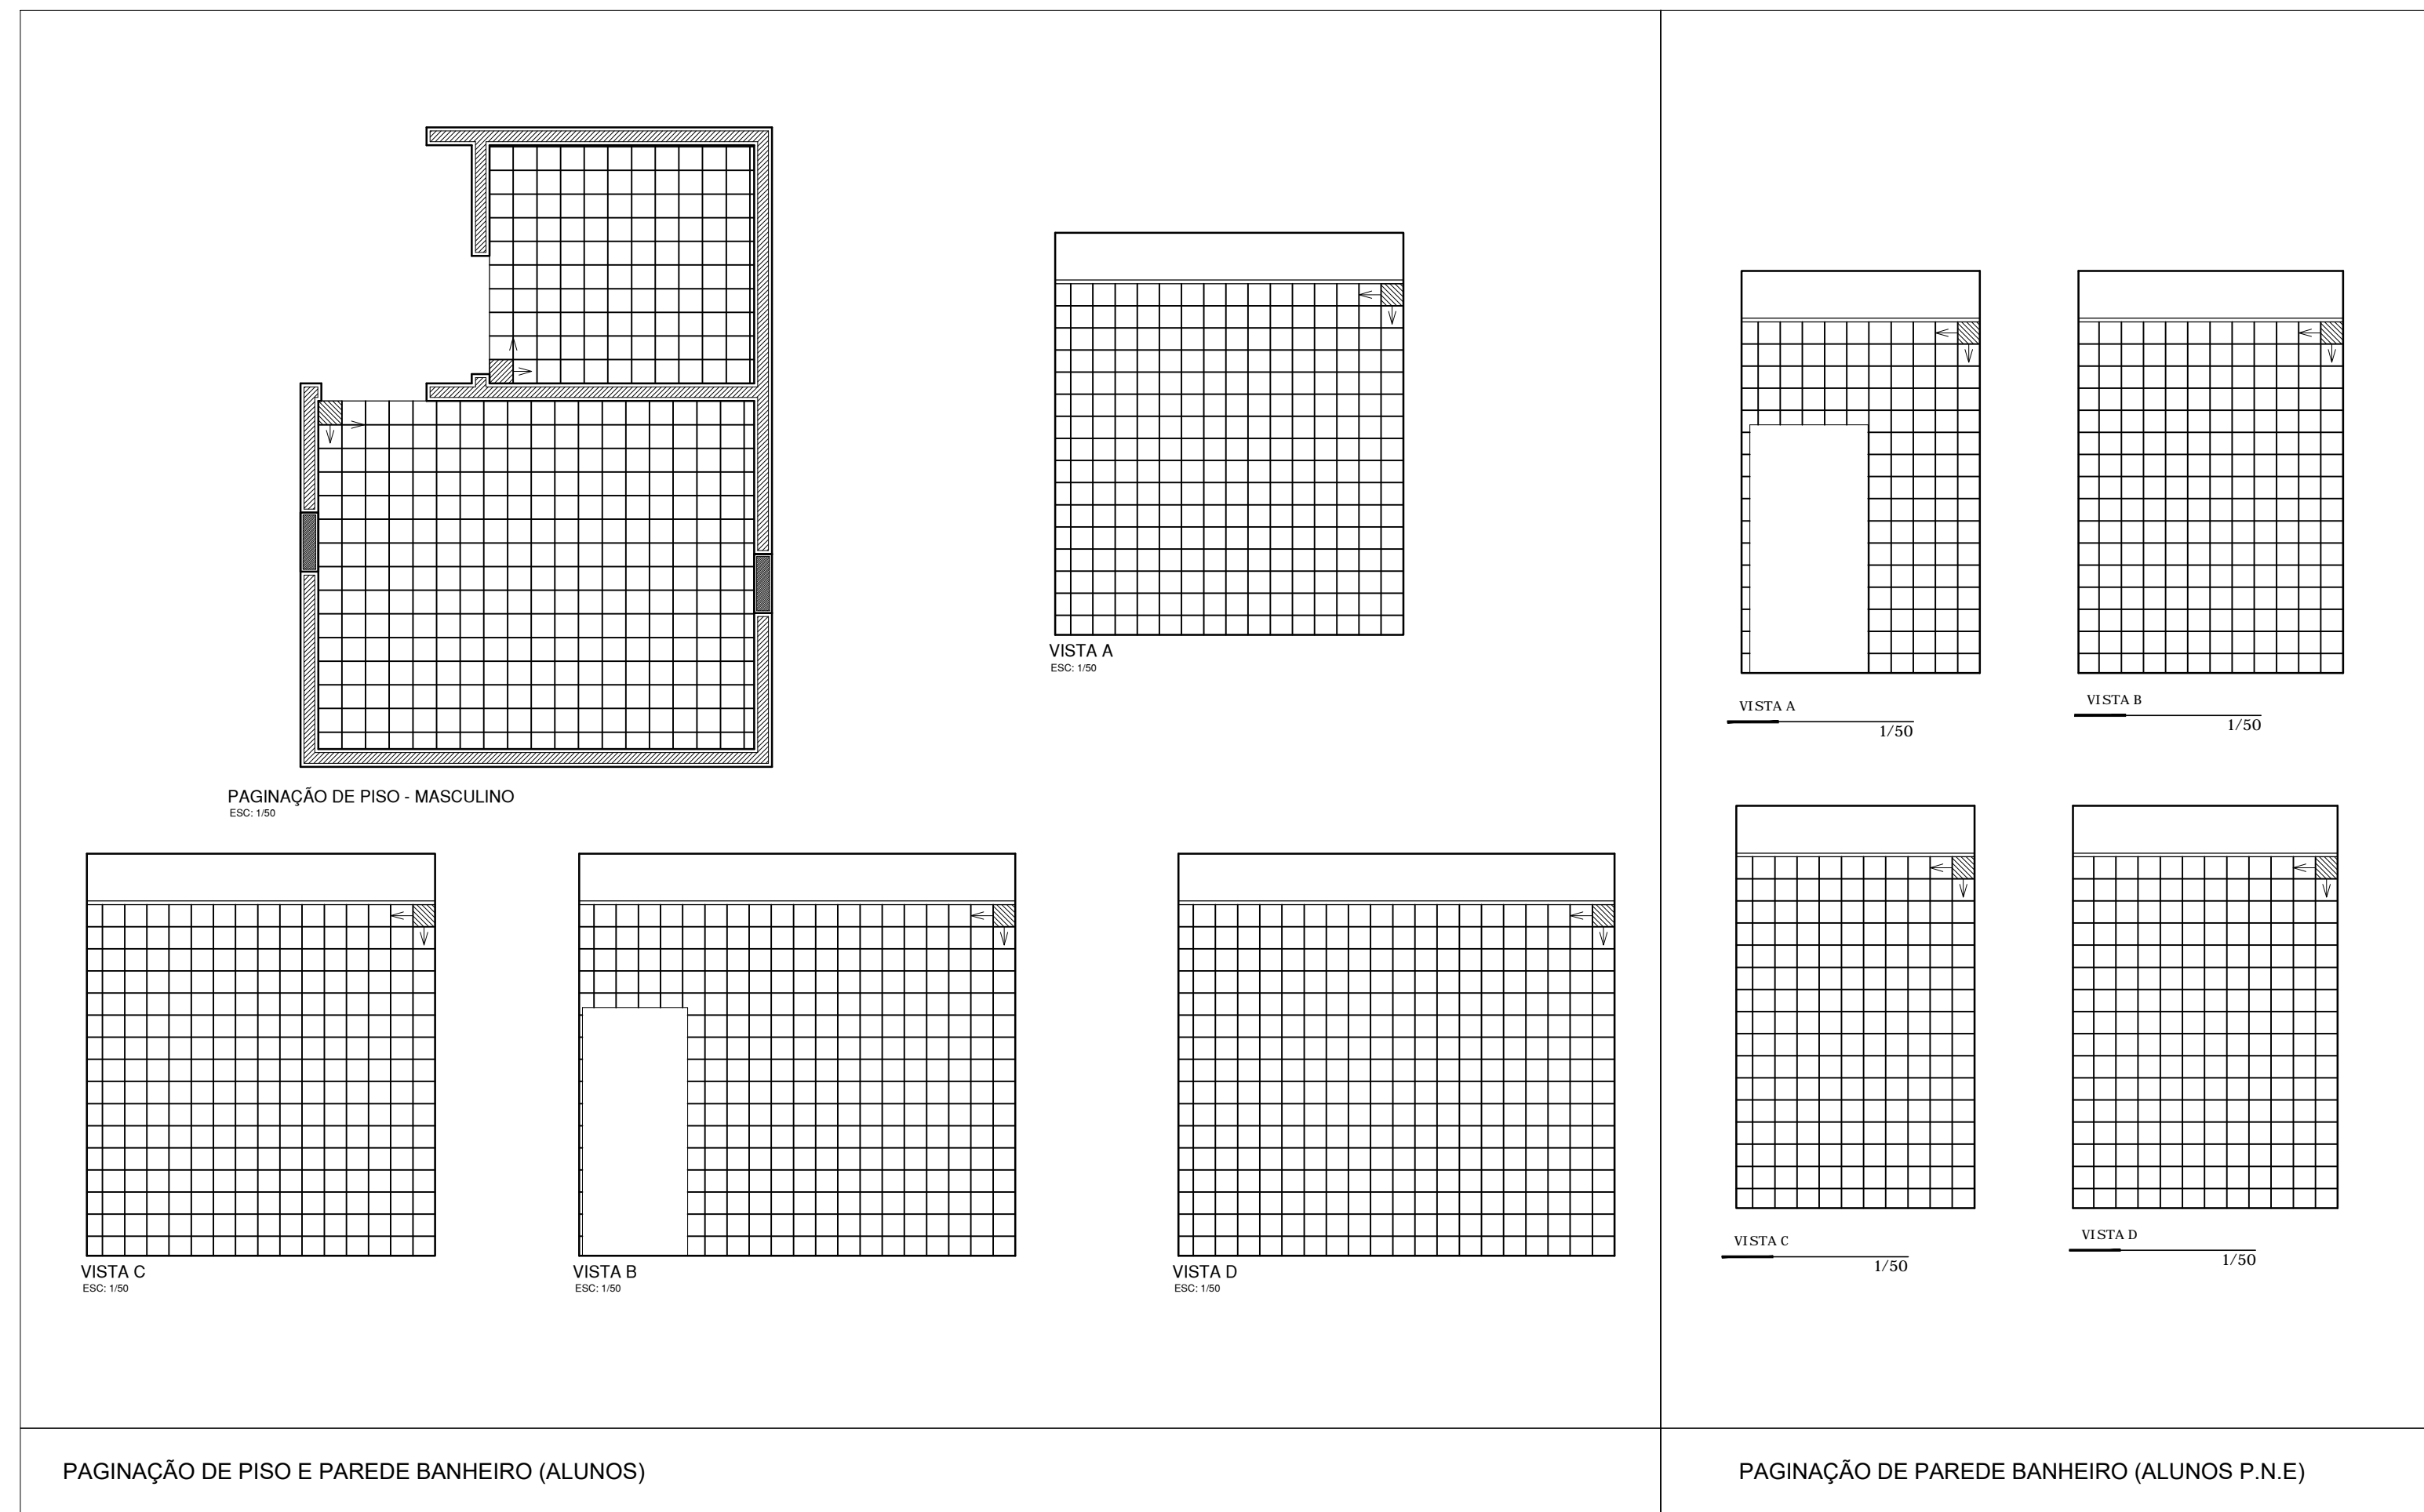 PAGINAÇÃO DE PISO - MASCULINO
ESC: 1/50
VISTA A
ESC: 1/50
VISTA C
ESC: 1/50
VISTA B
ESC: 1/50
VISTA D
ESC: 1/50
PAGINAÇÃO DE PISO E PAREDE BANHEIRO (ALUNOS)
VISTA A
1/50
VISTA B
1/50
VISTA C
1/50
VISTA D
1/50
PAGINAÇÃO DE PAREDE BANHEIRO (ALUNOS P.N.E)